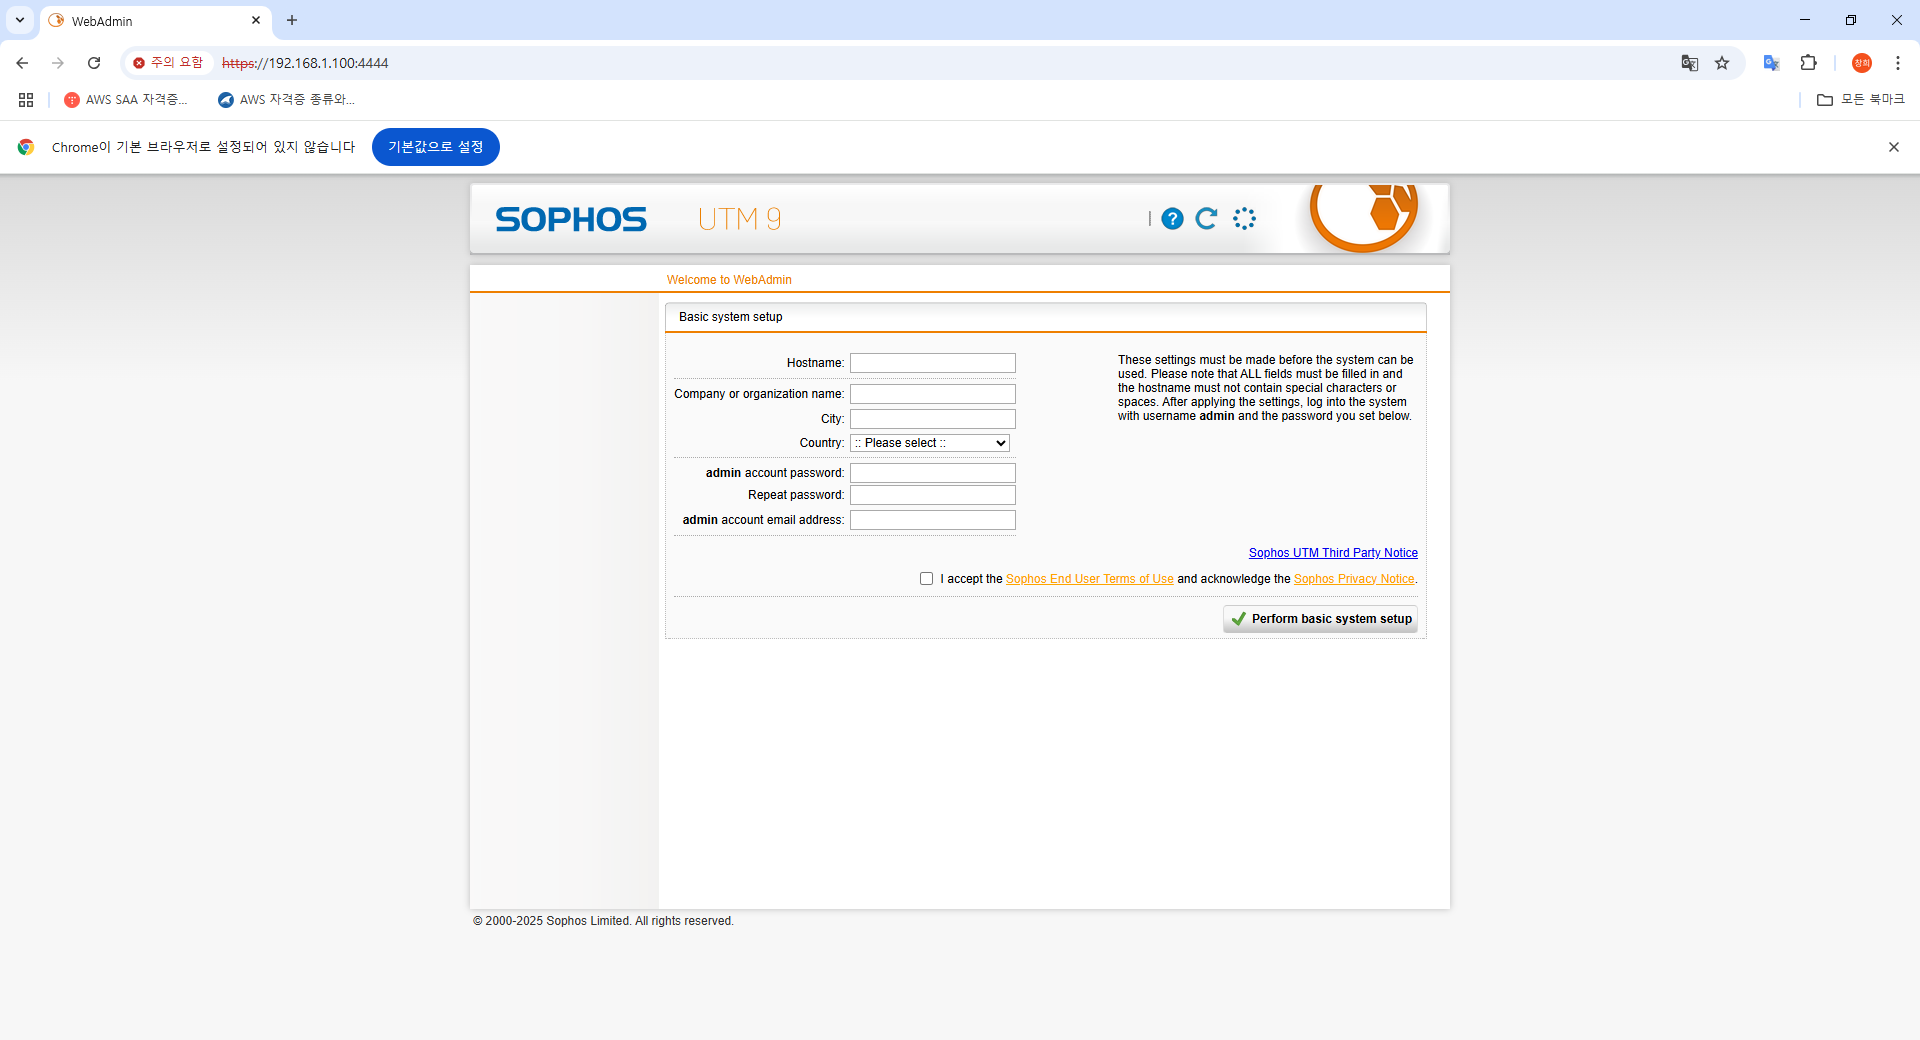 WebAdmin
주의 요함
https://192.168.1.100:4444
창희
AWS SAA 자격증...
AWS 자격증 종류와...
모든 북마크
Chrome이 기본 브라우저로 설정되어 있지 않습니다
기본값으로 설정
SOPHOS
UTM 9
Welcome to WebAdmin
Basic system setup
Hostname:
Company or organization name:
City:
Country:
:: Please select ::
admin account password:
Repeat password:
admin account email address:
These settings must be made before the system can be
used. Please note that ALL fields must be filled in and
the hostname must not contain special characters or
spaces. After applying the settings, log into the system
with username admin and the password you set below.
Sophos UTM Third Party Notice
I accept the Sophos End User Terms of Use and acknowledge the Sophos Privacy Notice.
Perform basic system setup
© 2000-2025 Sophos Limited. All rights reserved.